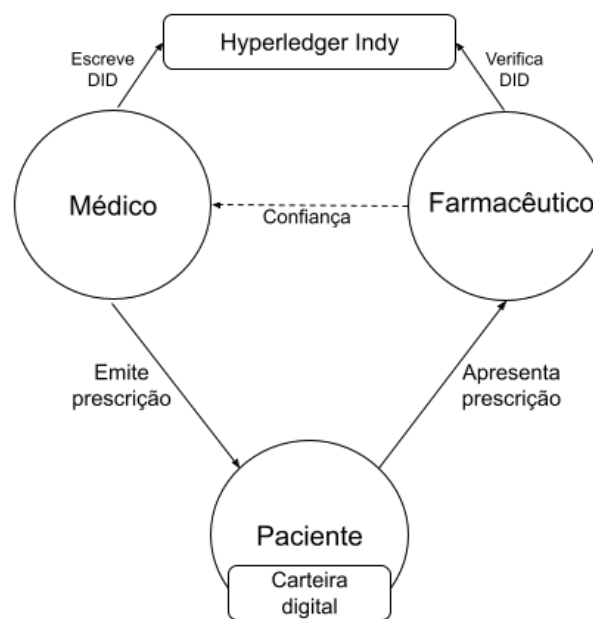 Hyperledger Indy
Escreve
DID
Verifica
DID
Médico
Confiança
Farmacêutico
Emite
prescrição
Apresenta
prescrição
Paciente
Carteira
digital